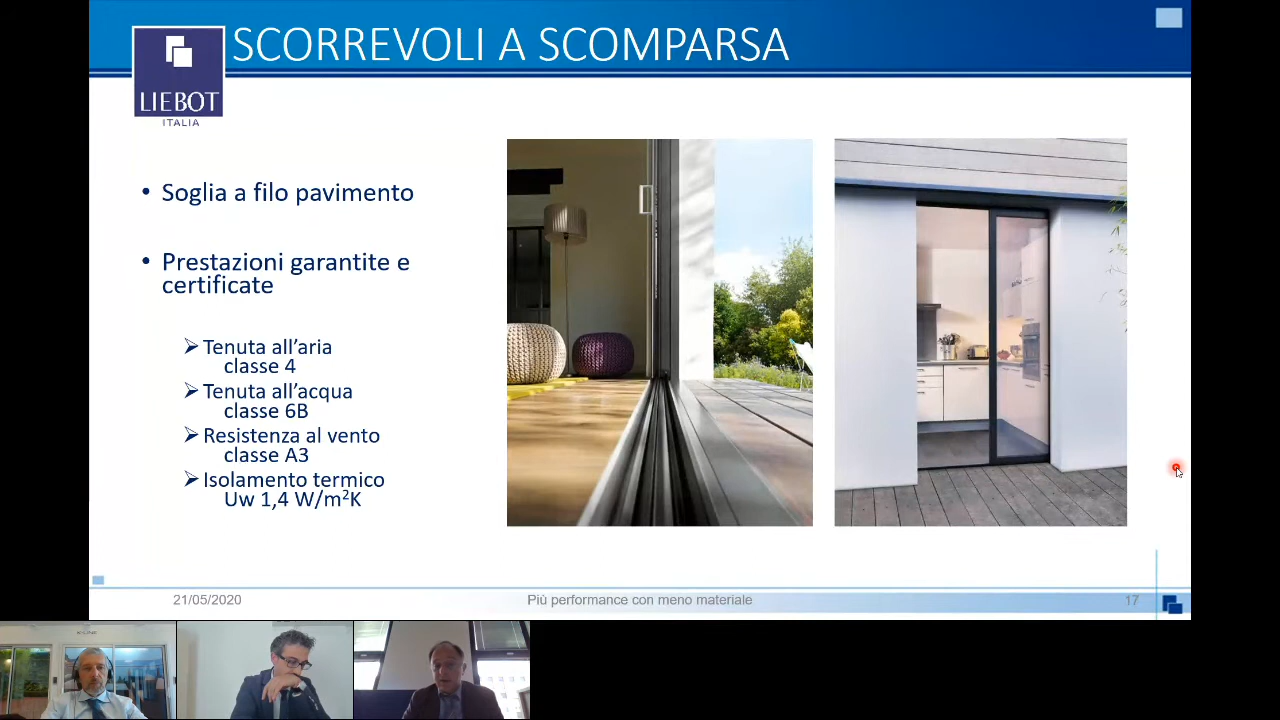 SCORREVOLI A SCOMPARSA
LIEBOT
ITALIA
• Soglia a filo pavimento
• Prestazioni garantite e
certificate
➢ Tenuta all’aria
classe 4
➢ Tenuta all’acqua
classe 6B
➢ Resistenza al vento
classe A3
➢ Isolamento termico
Uw 1,4 W/m²K
21/05/2020
Più performance con meno materiale
17